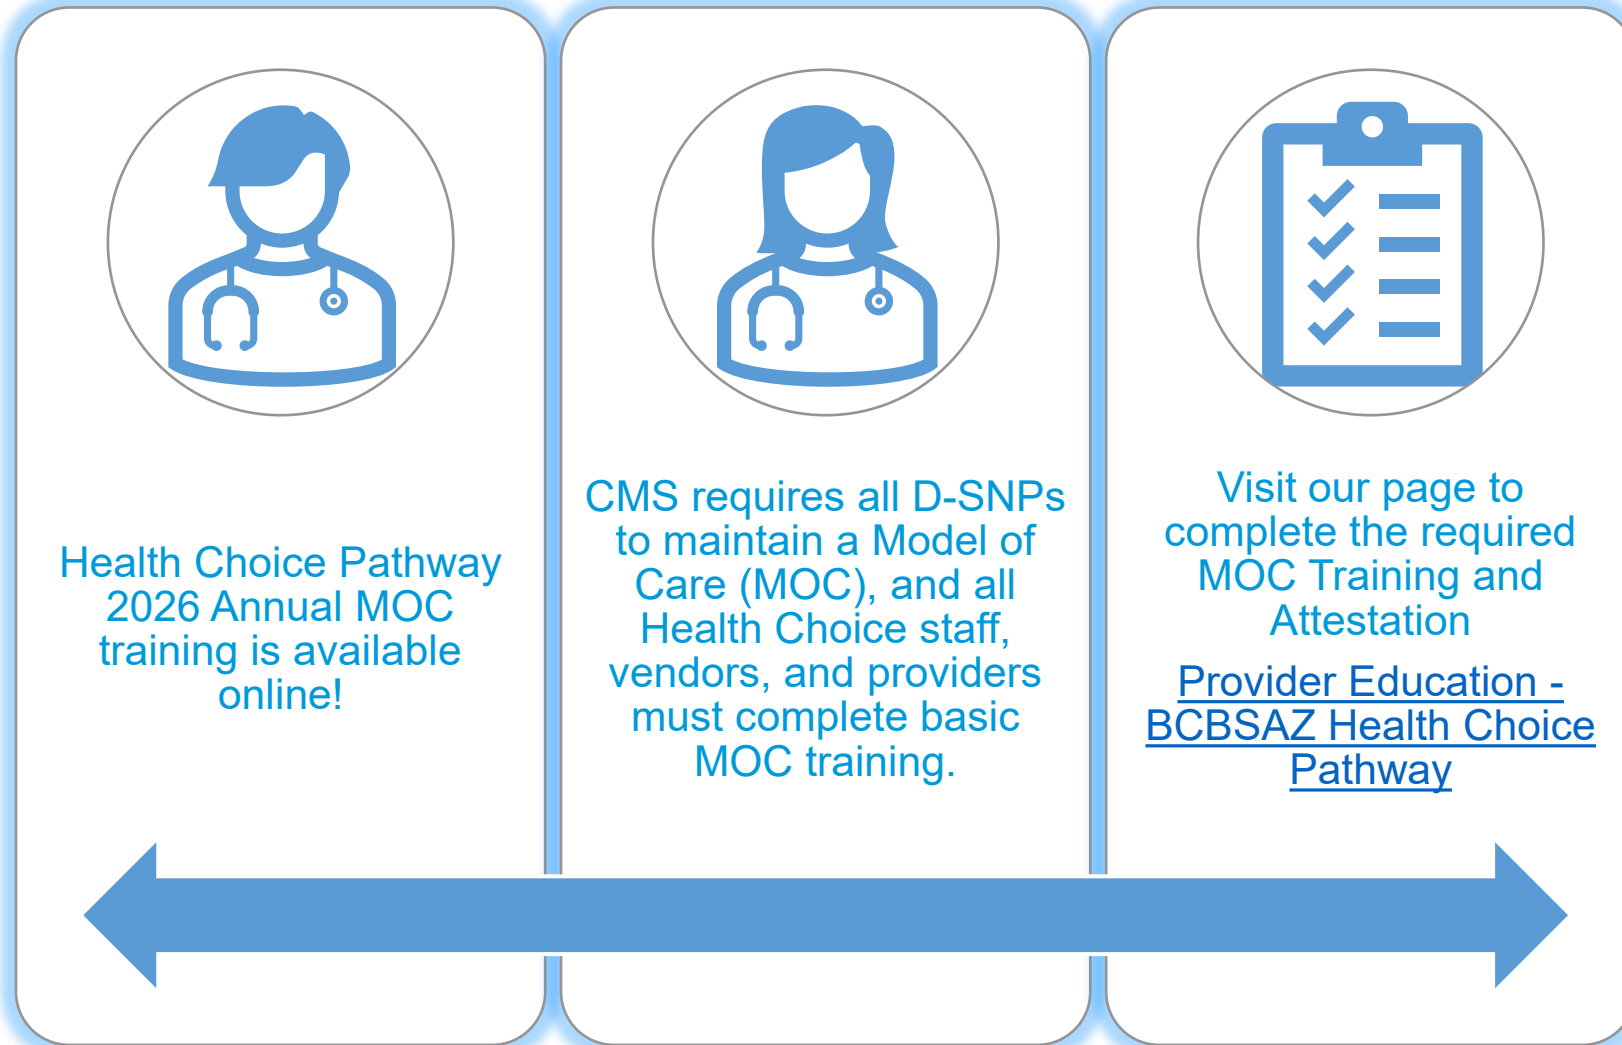 Health Choice Pathway
2026 Annual MOC
training is available
online!
CMS requires all D-SNPs
to maintain a Model of
Care (MOC), and all
Health Choice staff,
vendors, and providers
must complete basic
MOC training.
Visit our page to
complete the required
MOC Training and
Attestation
Provider Education -
BCBSAZ Health Choice
Pathway